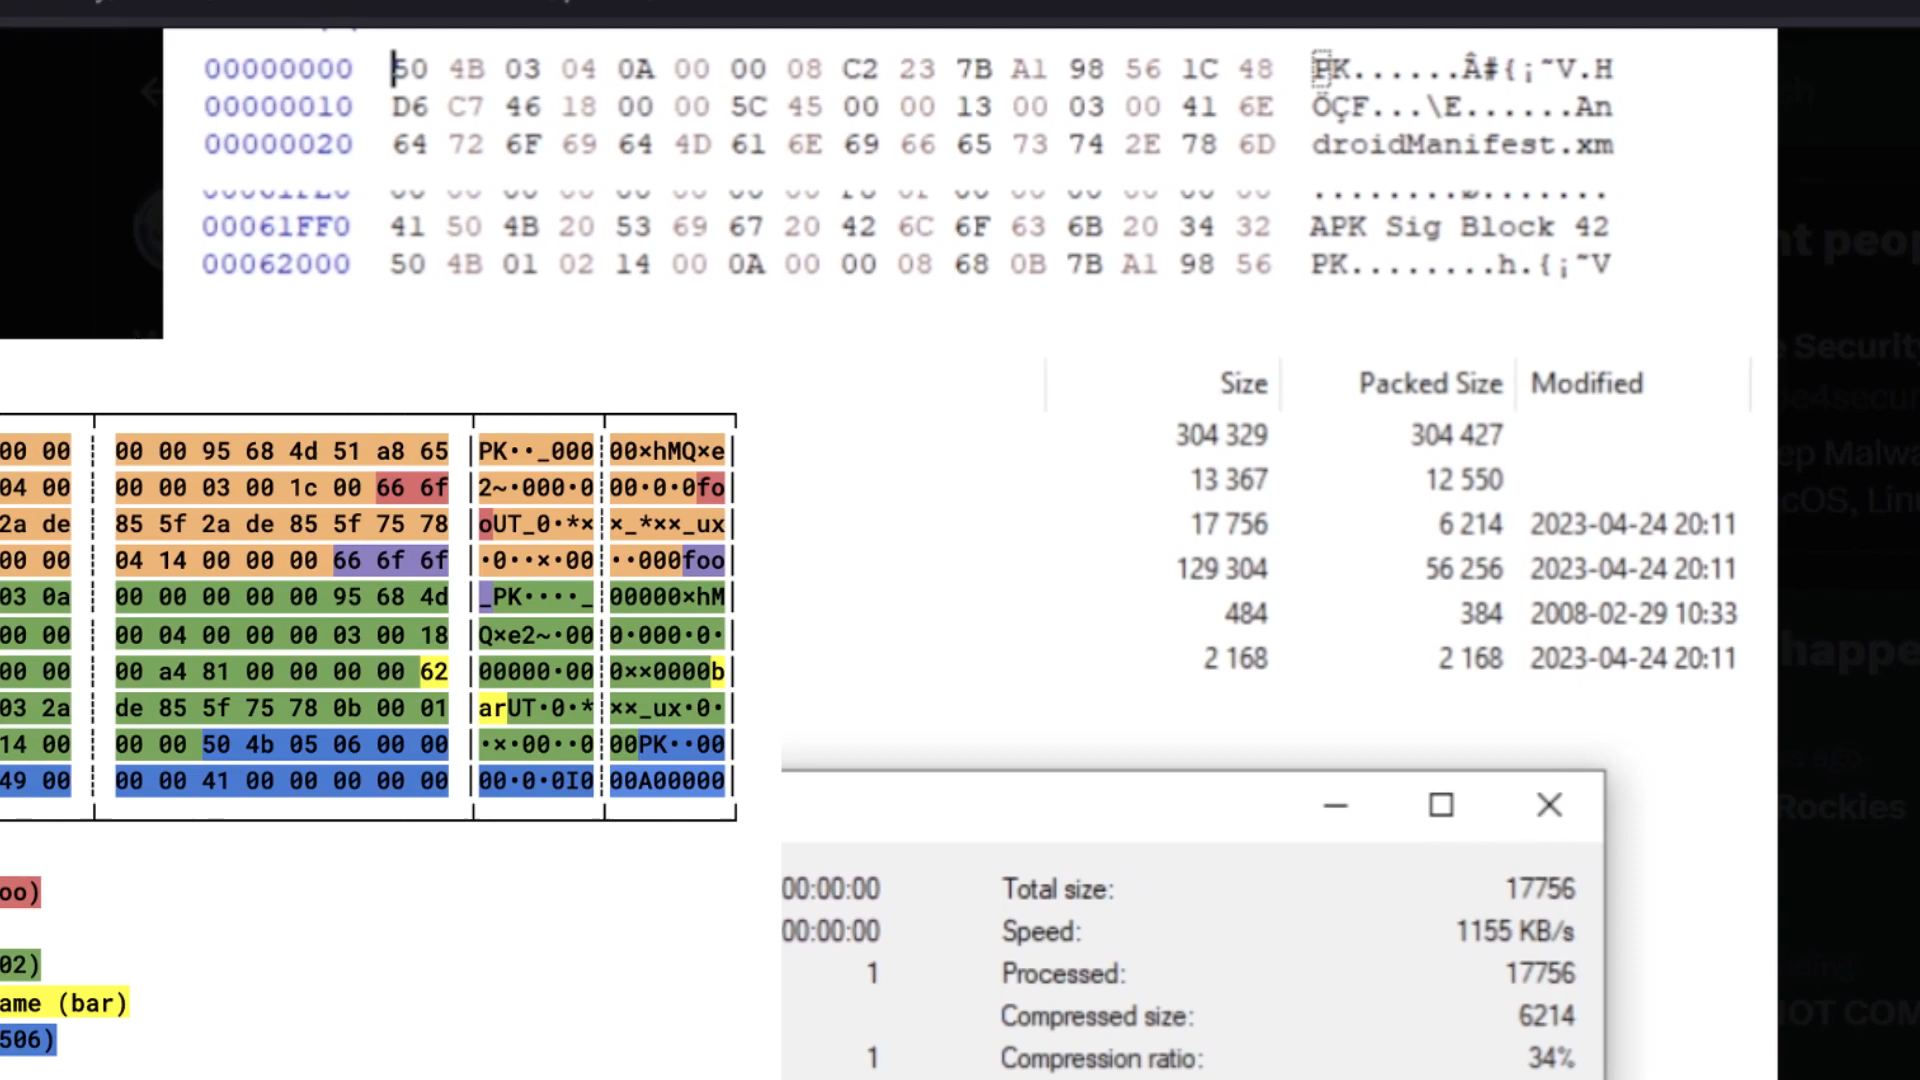 00000000 50 4B 03 04 0A 00 00 08 C2 23 7B A1 98 56 1C 48 PK......Â#{¡˜V.H
00000010 D6 C7 46 18 00 00 5C 45 00 00 13 00 03 00 41 6E ÖÇF...\E......An
00000020 64 72 6F 69 64 4D 61 6E 69 66 65 73 74 2E 78 6D droidManifest.xm
00061FF0 41 50 4B 20 53 69 67 20 42 6C 6F 63 6B 20 34 32 APK Sig Block 42
00062000 50 4B 01 02 14 00 0A 00 00 08 68 0B 7B A1 98 56 PK........h.{¡˜V
Size Packed Size Modified
304 329 304 427
13 367 12 550
17 756 6 214 2023-04-24 20:11
129 304 56 256 2023-04-24 20:11
484 384 2008-02-29 10:33
2 168 2 168 2023-04-24 20:11
00 00 00 00 95 68 4d 51 a8 65 PK••_000 00×hMQ×e
04 00 00 00 03 00 1c 00 66 6f 2~•000•0 00•0•0fo
2a de 85 5f 2a de 85 5f 75 78 oUT_0•*× ×_*××_ux
00 00 04 14 00 00 00 66 6f 6f •0••×•00 ••000foo
03 0a 00 00 00 00 00 95 68 4d _PK••••_ 00000×hM
00 00 00 04 00 00 00 03 00 18 Q×e2~•00 0•000•0•
00 00 00 a4 81 00 00 00 00 62 00000•00 0××0000b
03 2a de 85 5f 75 78 0b 00 01 arUT•0•* ××_ux•0•
14 00 00 00 50 4b 05 06 00 00 •×•00••0 00PK••00
49 00 00 00 41 00 00 00 00 00 00•0•0I0 00A00000
oo)
02)
ame (bar)
506)
00:00:00 Total size: 17756
00:00:00 Speed: 1155 KB/s
1 Processed: 17756
Compressed size: 6214
1 Compression ratio: 34%
nt peop
Security
e4secur
ep Malwa
cOS, Linu
happe
s ago
Rockies
NOT COM